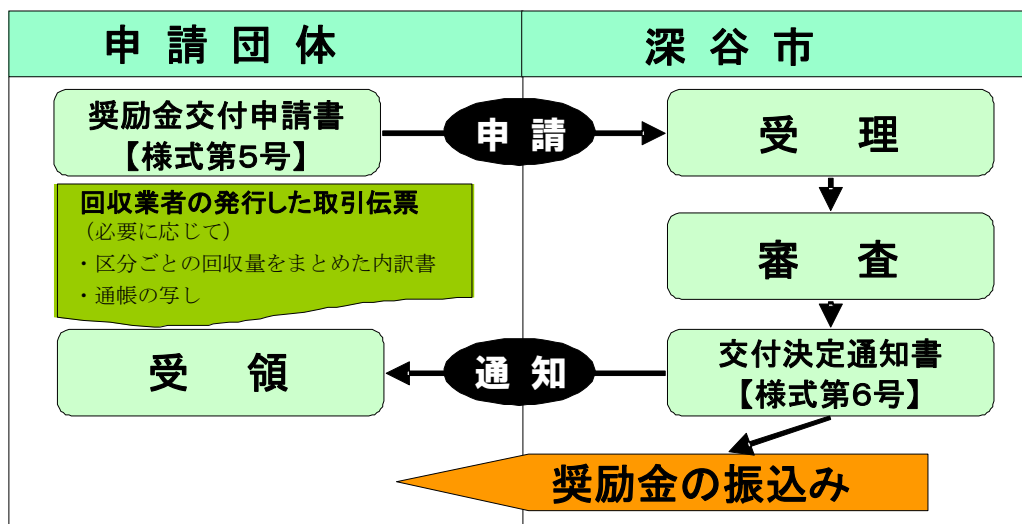 申請団体
深谷市
奨励金交付申請書
【様式第5号】
申請
受理
回収業者の発行した取引伝票
（必要に応じて）
・区分ごとの回収量をまとめた内訳書
・通帳の写し
審査
受領
通知
交付決定通知書
【様式第6号】
奨励金の振込み